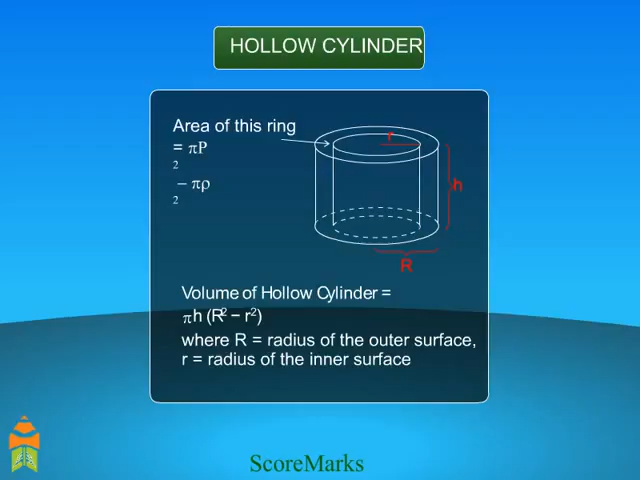 HOLLOW CYLINDER
Area of this ring
= πΡ
2
– πρ
2
r
h
R
Volume of Hollow Cylinder =
πh (R² − r²)
where R = radius of the outer surface,
r = radius of the inner surface
ScoreMarks